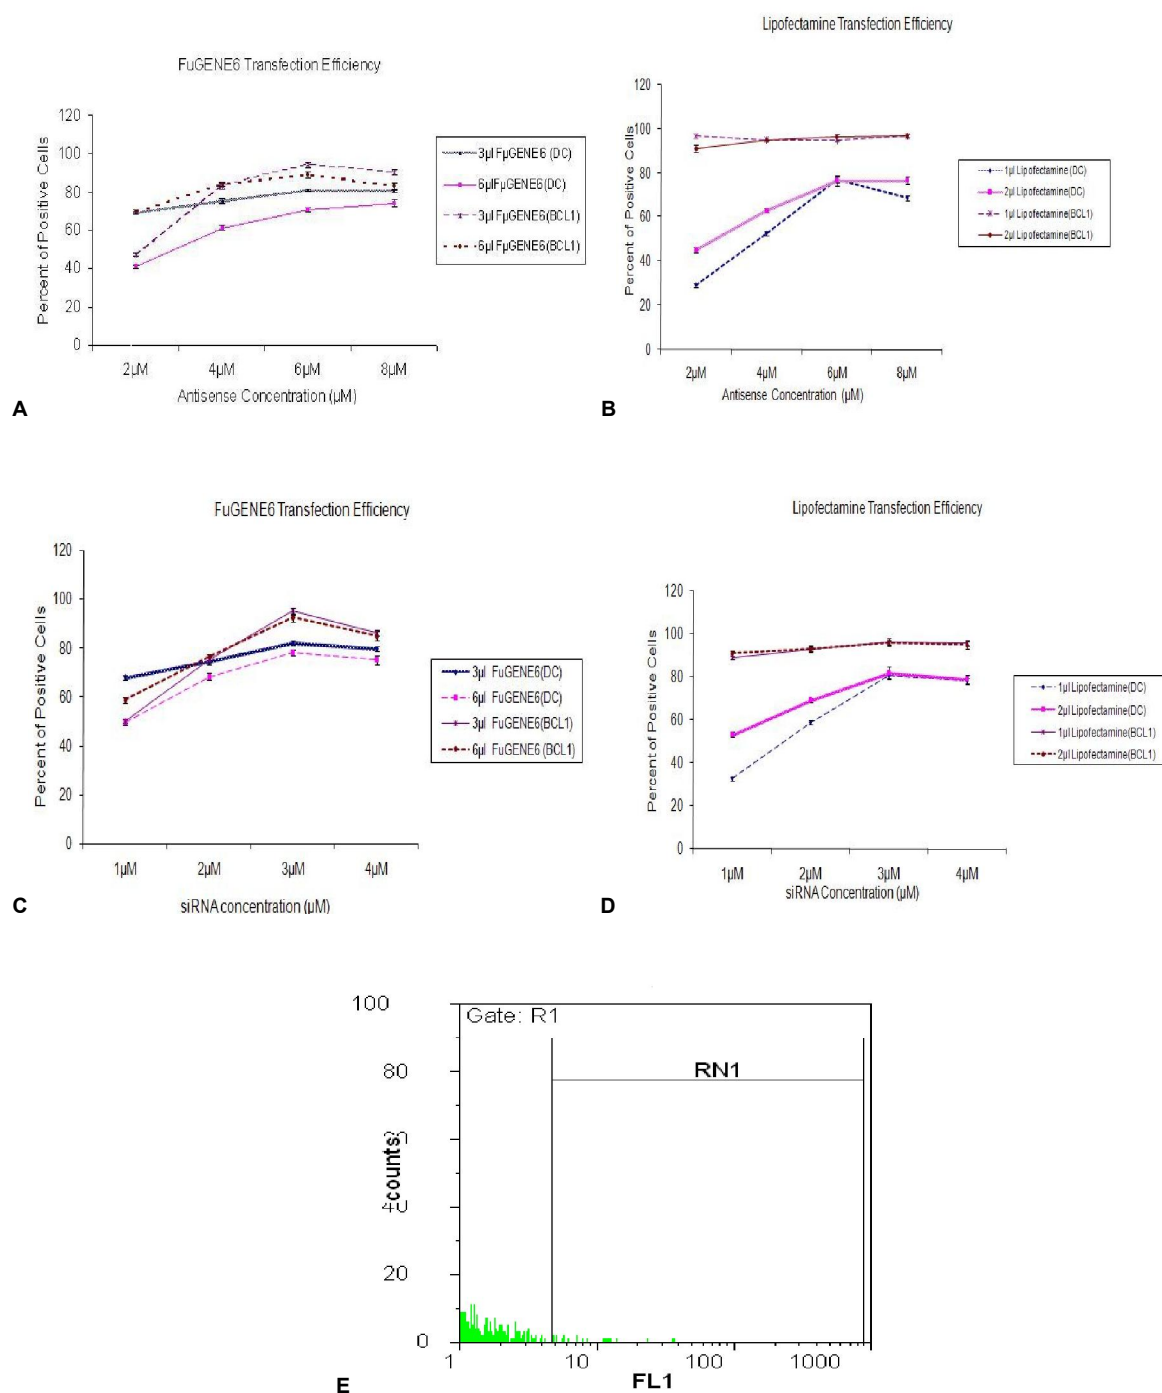 FuGENE6 Transfection Efficiency
Percent of Positive Cells
120
100
80
60
40
20
0
2µM 4µM 6µM 8µM
Antisense Concentration (µM)
3µl FµGENE6 (DC)
6µlFµGENE6(DC)
3µl FµGENE6(BCL1)
6µl FµGENE6(BCL1)
A
Lipofectamine Transfection Efficiency
Percent of Positive Cells
120
100
80
60
40
20
0
2µM 4µM 6µM 8µM
Antisense Concentration (µM)
1µl Lipofectamine(DC)
2µl Lipofectamine(DC)
1µl Lipofectamine(BCL1)
2µl Lipofectamine(BCL1)
B
FuGENE6 Transfection Efficiency
Percent of Positive Cells
120
100
80
60
40
20
0
1µM 2µM 3µM 4µM
siRNA concentration (µM)
3µl FuGENE6(DC)
6µl FuGENE6(DC)
3µl FuGENE6(BCL1)
6µl FuGENE6 (BCL1)
C
Lipofectamine Transfection Efficiency
Percent of Positive Cells
120
100
80
60
40
20
0
1µM 2µM 3µM 4µM
siRNA Concentration (µM)
1µl Lipofectamine(DC)
2µl Lipofectamine(DC)
1µl Lipofectamine(BCL1)
2µl Lipofectamine(BCL1)
D
Gate: R1
RN1
counts
100
80
60
40
20
0
1 10 100 1000
FL1
E